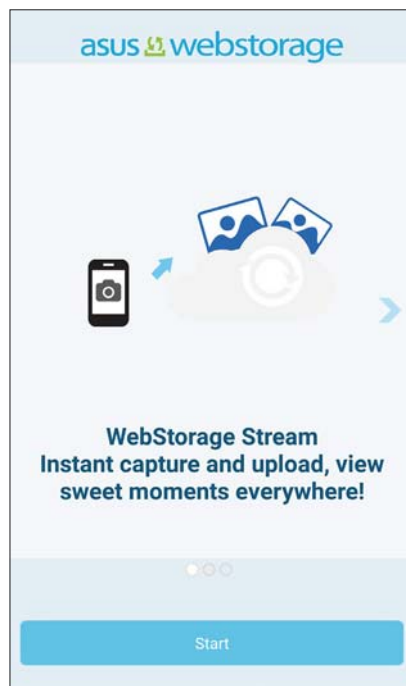 asus webstorage
WebStorage Stream
Instant capture and upload, view
sweet moments everywhere!
Start